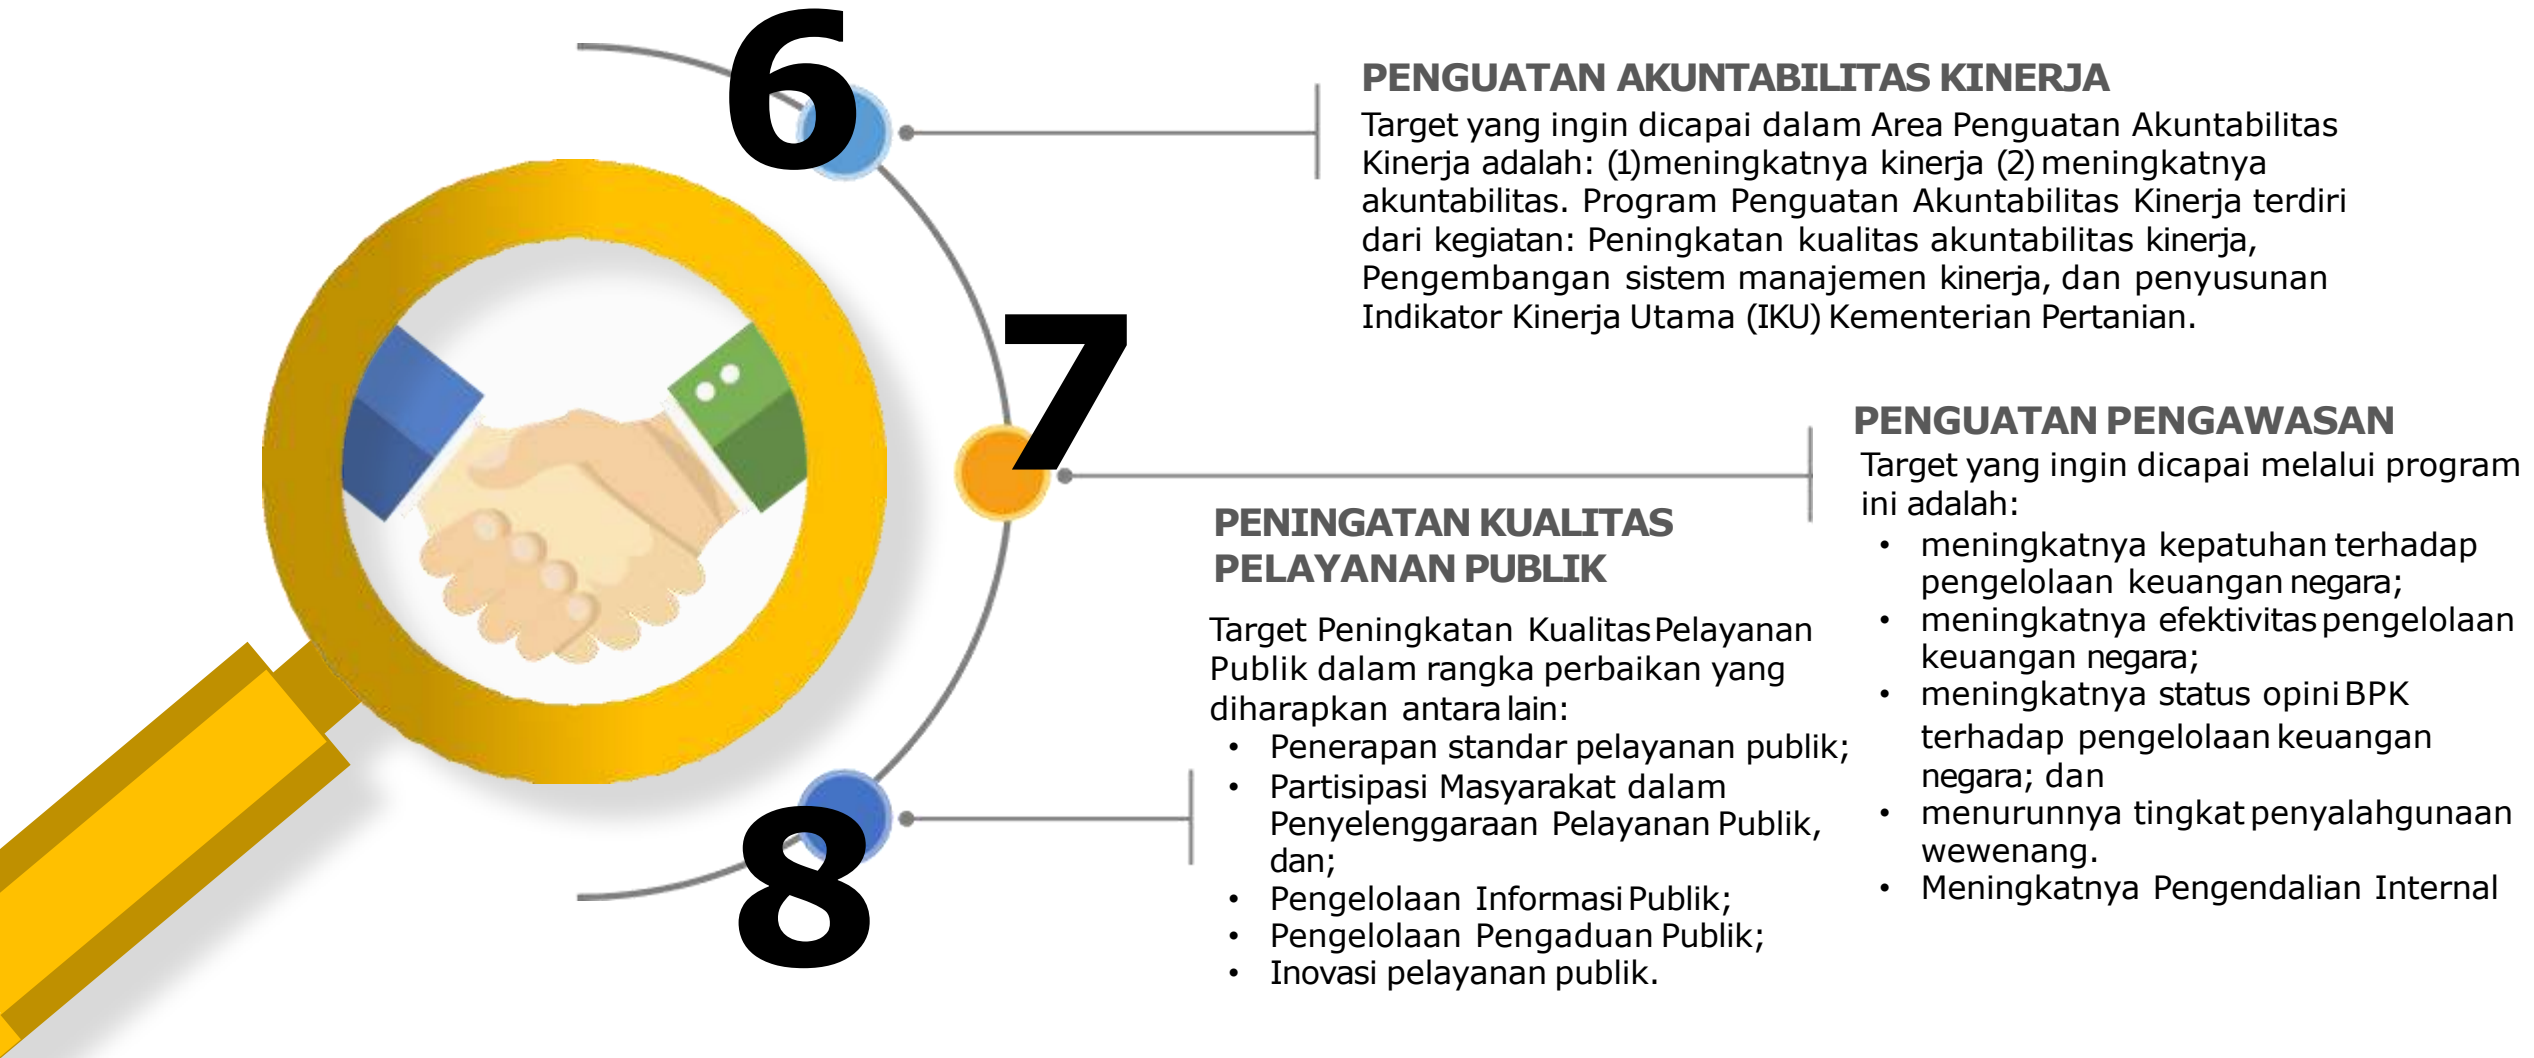 6
PENGUATAN AKUNTABILITAS KINERJA
Target yang ingin dicapai dalam Area Penguatan Akuntabilitas
Kinerja adalah: (1)meningkatnya kinerja (2) meningkatnya
akuntabilitas. Program Penguatan Akuntabilitas Kinerja terdiri
dari kegiatan: Peningkatan kualitas akuntabilitas kinerja,
Pengembangan sistem manajemen kinerja, dan penyusunan
Indikator Kinerja Utama (IKU) Kementerian Pertanian.
7
PENGUATAN PENGAWASAN
Target yang ingin dicapai melalui program
ini adalah:
• meningkatnya kepatuhan terhadap
pengelolaan keuangan negara;
• meningkatnya efektivitas pengelolaan
keuangan negara;
• meningkatnya status opini BPK
terhadap pengelolaan keuangan
negara; dan
• menurunnya tingkat penyalahgunaan
wewenang.
• Meningkatnya Pengendalian Internal
8
PENINGATAN KUALITAS
PELAYANAN PUBLIK
Target Peningkatan Kualitas Pelayanan
Publik dalam rangka perbaikan yang
diharapkan antara lain:
• Penerapan standar pelayanan publik;
• Partisipasi Masyarakat dalam
Penyelenggaraan Pelayanan Publik,
dan;
• Pengelolaan Informasi Publik;
• Pengelolaan Pengaduan Publik;
• Inovasi pelayanan publik.